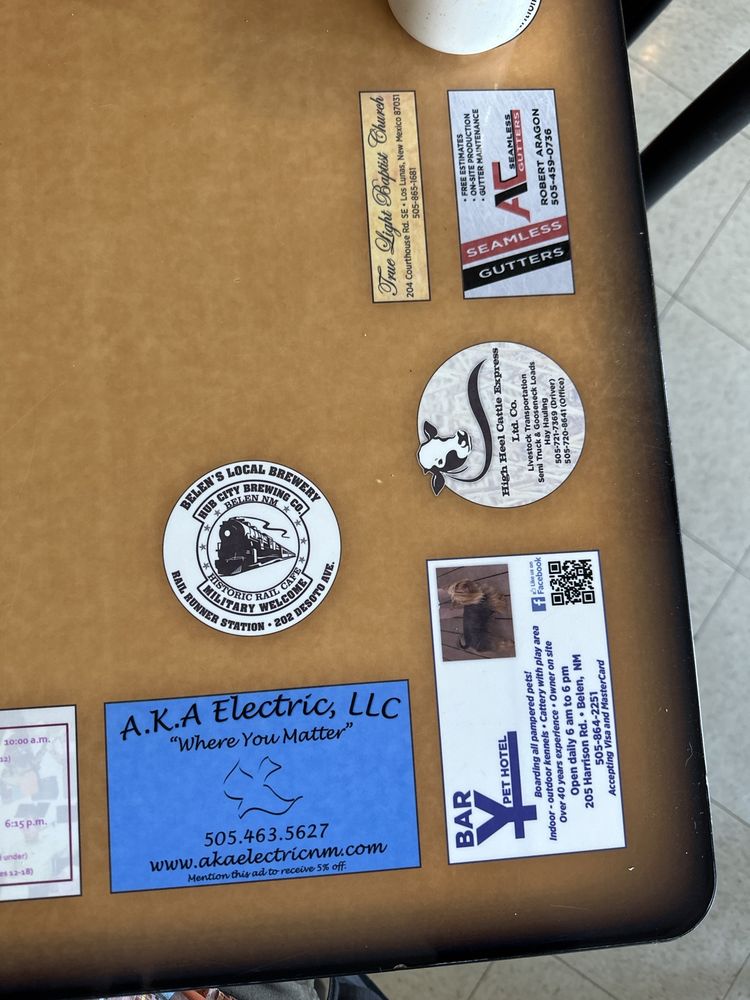 True Light Baptist Church
204 Courthouse Rd. SE • Los Lunas, New Mexico 87031
505-865-1681
• FREE ESTIMATES
• ON-SITE PRODUCTION
• GUTTER MAINTENANCE
AC SEAMLESS
GUTTERS
ROBERT ARAGON
505-459-0736
SEAMLESS
GUTTERS
High Heel Cattle Express
Ltd. Co.
Livestock Transportation
Semi Truck & Gooseneck Loads
Hay Hauling
505-721-7369 (Driver)
505-720-8641 (Office)
BELEN'S LOCAL BREWERY
HUB CITY BREWING CO.
BELEN NM
HISTORIC RAIL CAFE
MILITARY WELCOME
RAIL RUNNER STATION • 202 DESOTO AVE.
BAR
Y
PET HOTEL
Like us on
Facebook
Boarding all pampered pets!
Indoor - outdoor kennels • Cattery with play area
Over 40 years experience • Owner on site
Open daily 6 am to 6 pm
205 Harrison Rd. • Belen, NM
505-864-2251
Accepting Visa and MasterCard
A.K.A Electric, LLC
"Where You Matter"
505.463.5627
www.akaelectricnm.com
Mention this ad to receive 5% off.
10:00 a.m.
12)
6:15 p.m.
under)
es 12-18)